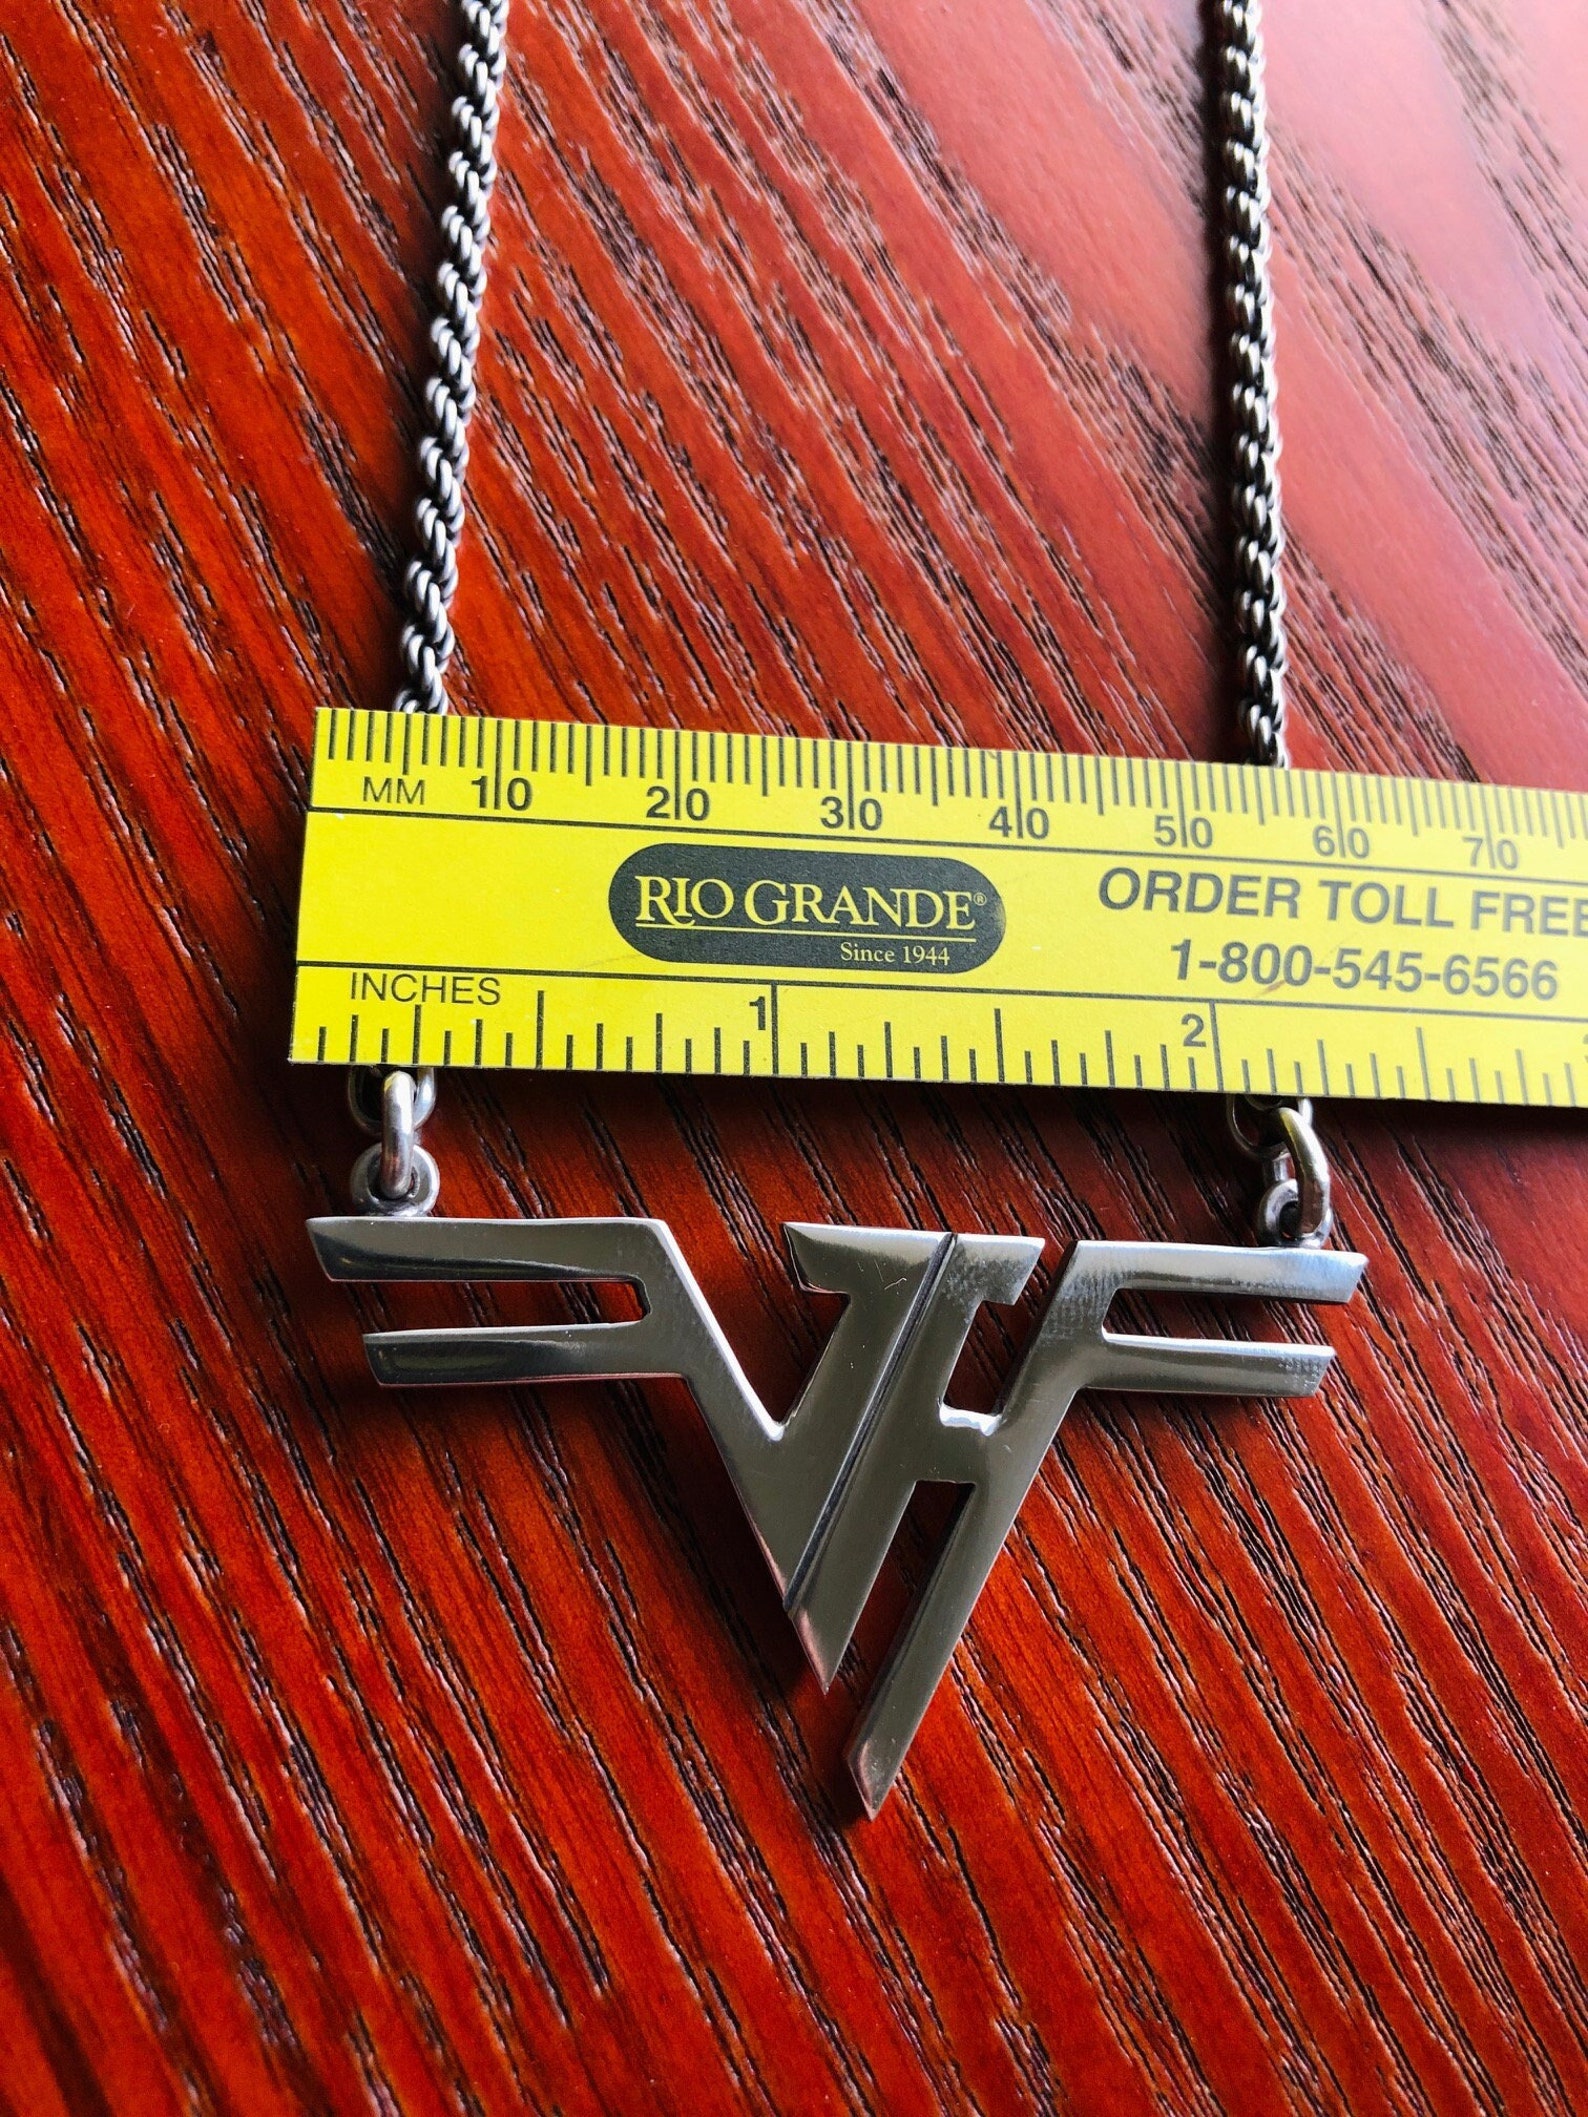 MM 10 20 30 40 50 60 70
RIO GRANDE®
Since 1944
ORDER TOLL FREE
1-800-545-6566
INCHES 1 2
VH